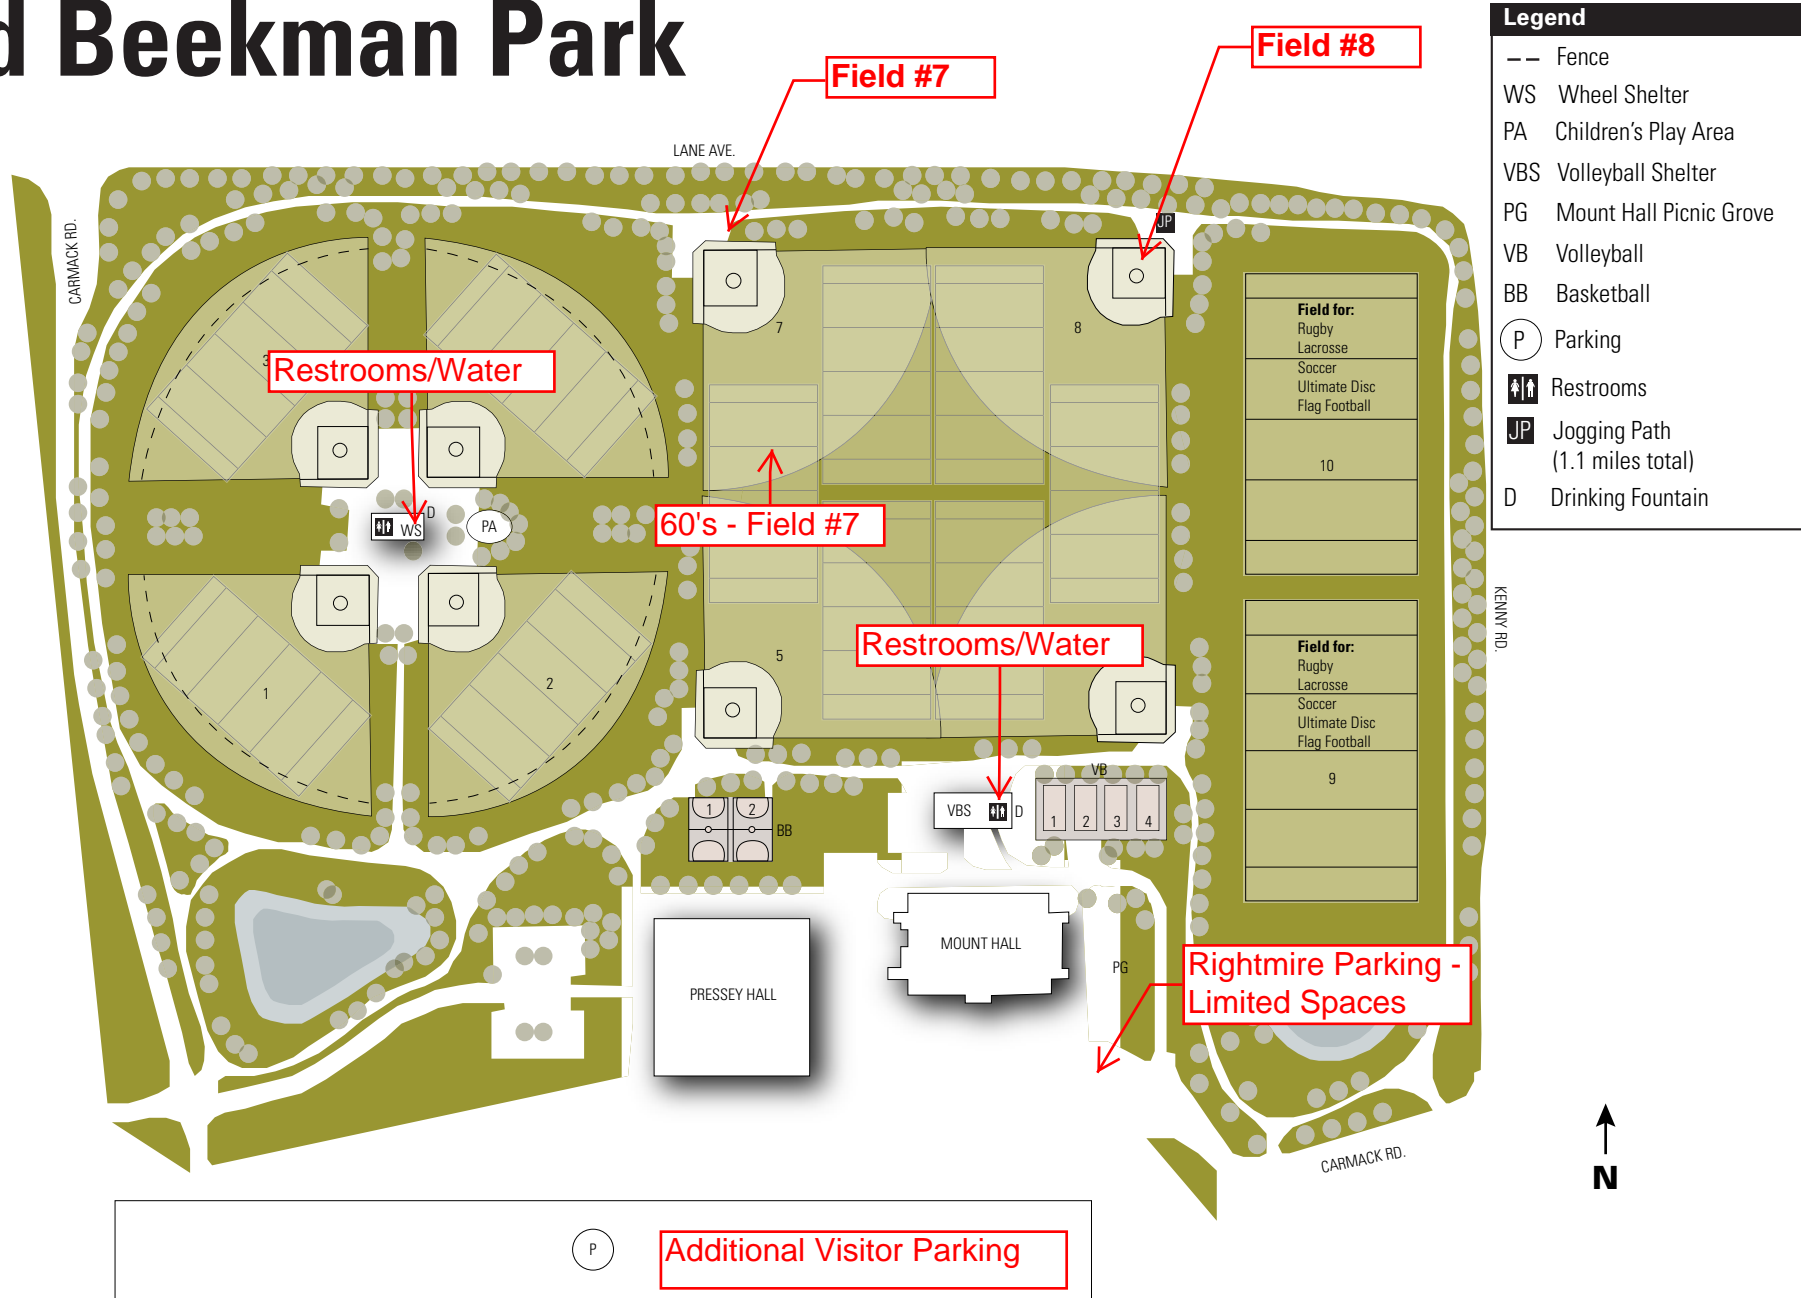 d Beekman Park
Field #7
Field #8
Legend
Fence
WS Wheel Shelter
PA Children's Play Area
VBS Volleyball Shelter
PG Mount Hall Picnic Grove
VB Volleyball
BB Basketball
P Parking
Restrooms
JP Jogging Path
(1.1 miles total)
D Drinking Fountain
LANE AVE.
CARMACK RD.
JP
7
8
3
Restrooms/Water
Field for:
Rugby
Lacrosse
Soccer
Ultimate Disc
Flag Football
10
D
WS
PA
60's - Field #7
KENNY RD.
Restrooms/Water
5
1
2
Field for:
Rugby
Lacrosse
Soccer
Ultimate Disc
Flag Football
9
VB
1
2
BB
VBS
D
1
2
3
4
MOUNT HALL
PG
PRESSEY HALL
Rightmire Parking -
Limited Spaces
CARMACK RD.
N
P
Additional Visitor Parking